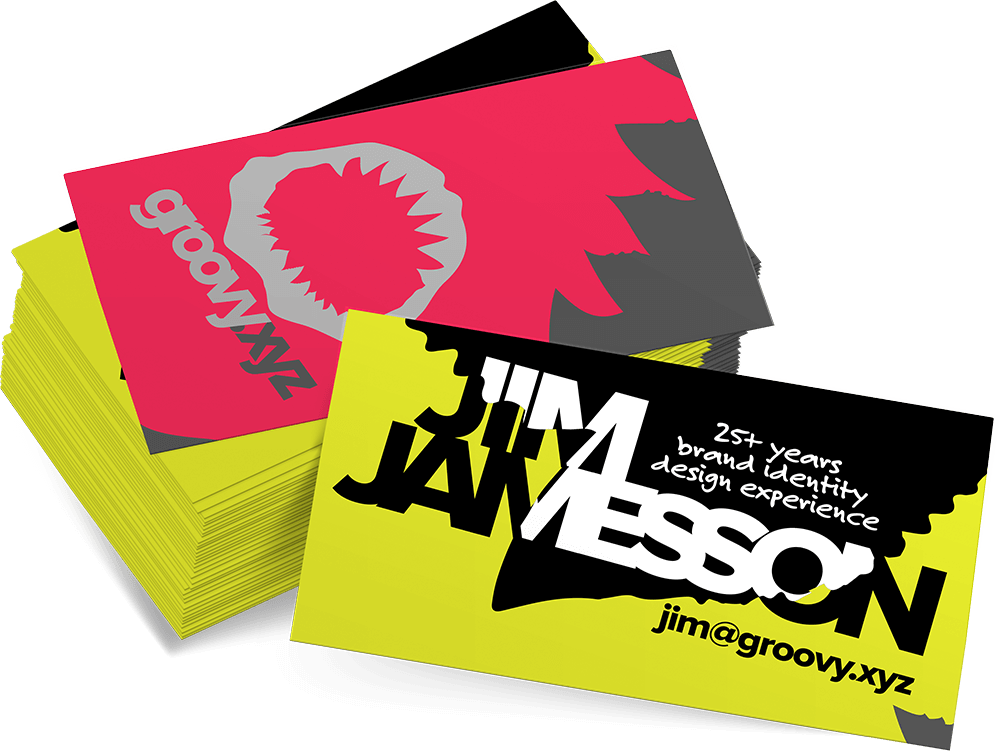 groovy.xyz
JIM
JAMESSON
25+ years
brand identity
design experience
jim@groovy.xyz